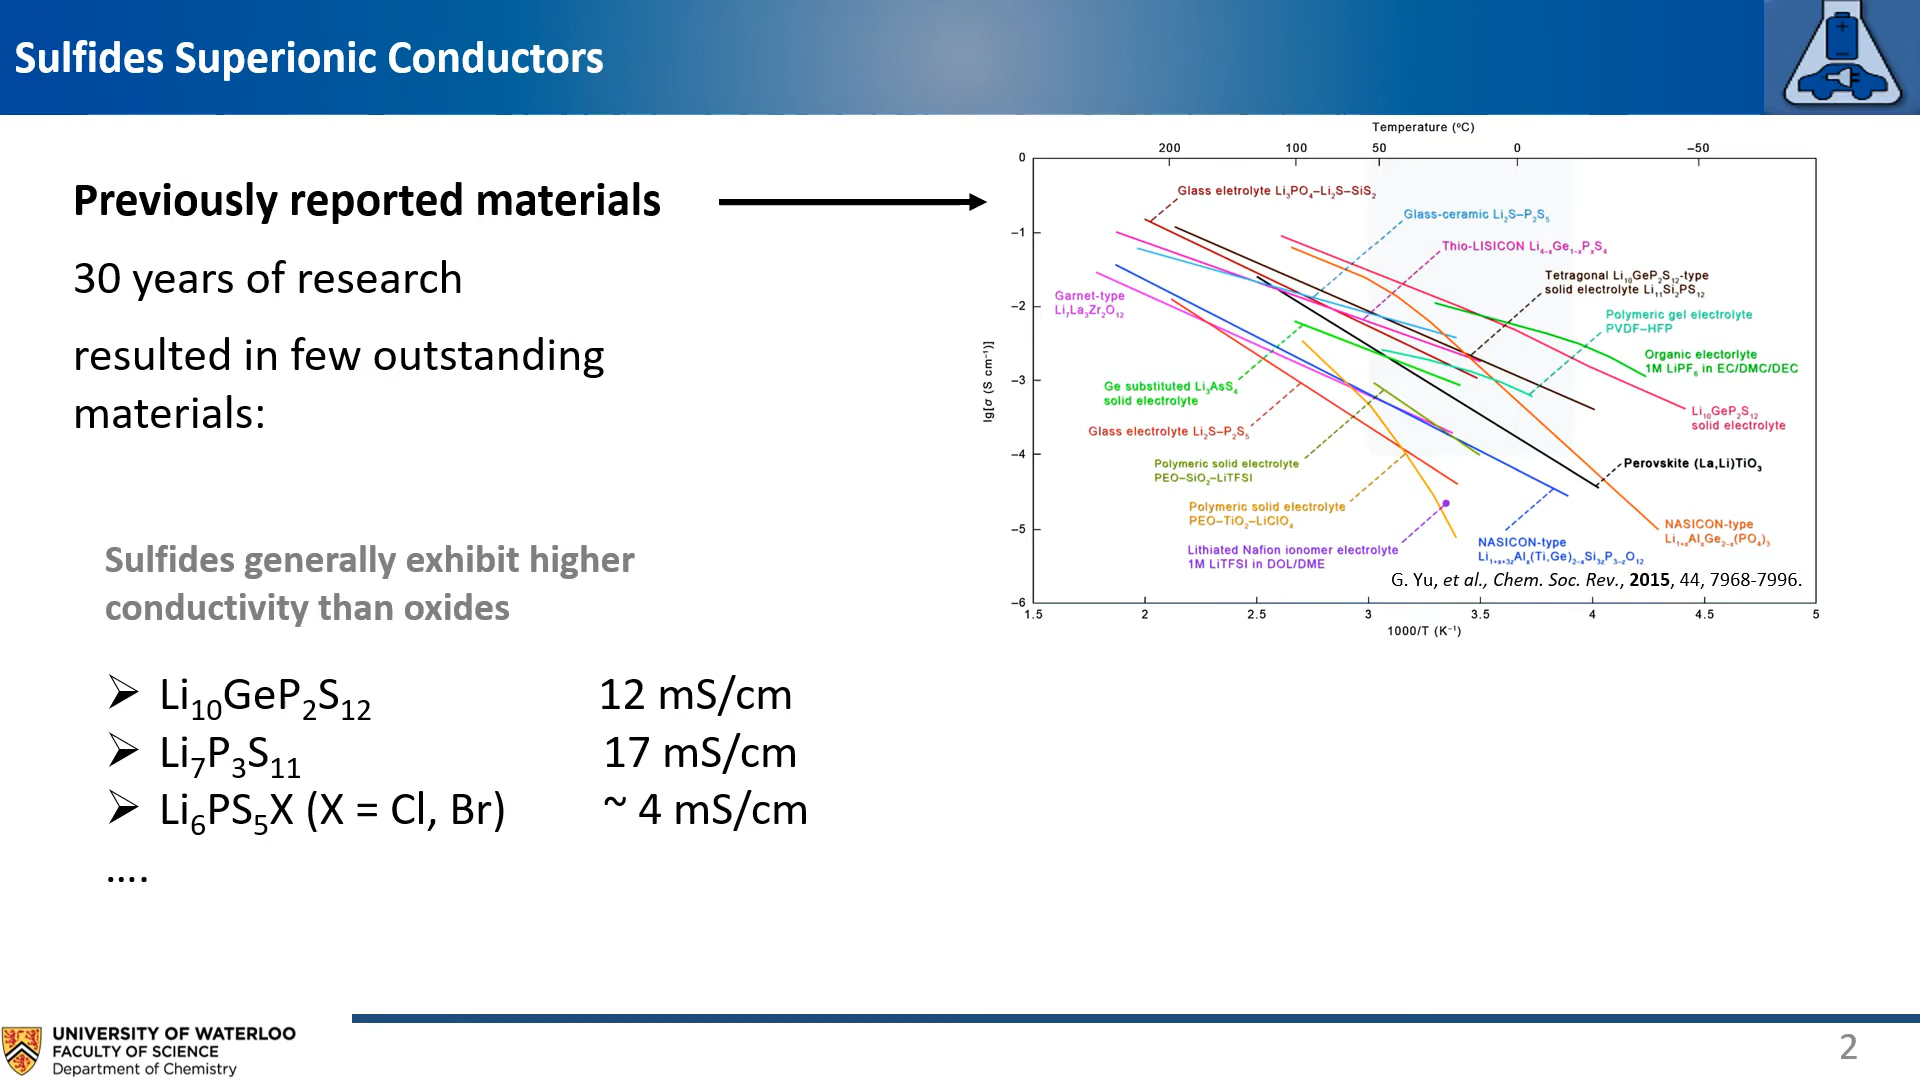 Sulfides Superionic Conductors
Previously reported materials
30 years of research
resulted in few outstanding
materials:
Sulfides generally exhibit higher
conductivity than oxides
➢ Li₁₀GeP₂S₁₂ 12 mS/cm
➢ Li₇P₃S₁₁ 17 mS/cm
➢ Li₆PS₅X (X = Cl, Br) ~ 4 mS/cm
....
Temperature (ºC)
200 100 50 0 –50
0
–1
–2
–3
–4
–5
–6
lg[σ (S cm⁻¹)]
1.5 2 2.5 3 3.5 4 4.5 5
1000/T (K⁻¹)
Glass eletrolyte Li₃PO₄–Li₂S–SiS₂
Glass-ceramic Li₂S–P₂S₅
Thio-LISICON Li₄₋ₓGe₁₋ₓPₓS₄
Tetragonal Li₁₀GeP₂S₁₂-type
solid electrolyte Li₁₁Si₂PS₁₂
Garnet-type
Li₇La₃Zr₂O₁₂
Polymeric gel electrolyte
PVDF–HFP
Organic electorlyte
1M LiPF₆ in EC/DMC/DEC
Ge substituted Li₃AsS₄
solid electrolyte
Li₁₀GeP₂S₁₂
solid electrolyte
Glass electrolyte Li₂S–P₂S₅
Polymeric solid electrolyte
PEO–SiO₂–LiTFSI
Perovskite (La,Li)TiO₃
Polymeric solid electrolyte
PEO–TiO₂–LiClO₄
NASICON-type
Li₁₊ₓAlₓGe₂₋ₓ(PO₄)₃
Lithiated Nafion ionomer electrolyte
1M LiTFSI in DOL/DME
NASICON-type
Li₁₊ₓ₊₃zAlₓ(Ti,Ge)₂₋ₓSi₃zP₃₋zO₁₂
G. Yu, et al., Chem. Soc. Rev., 2015, 44, 7968-7996.
UNIVERSITY OF WATERLOO
FACULTY OF SCIENCE
Department of Chemistry
2